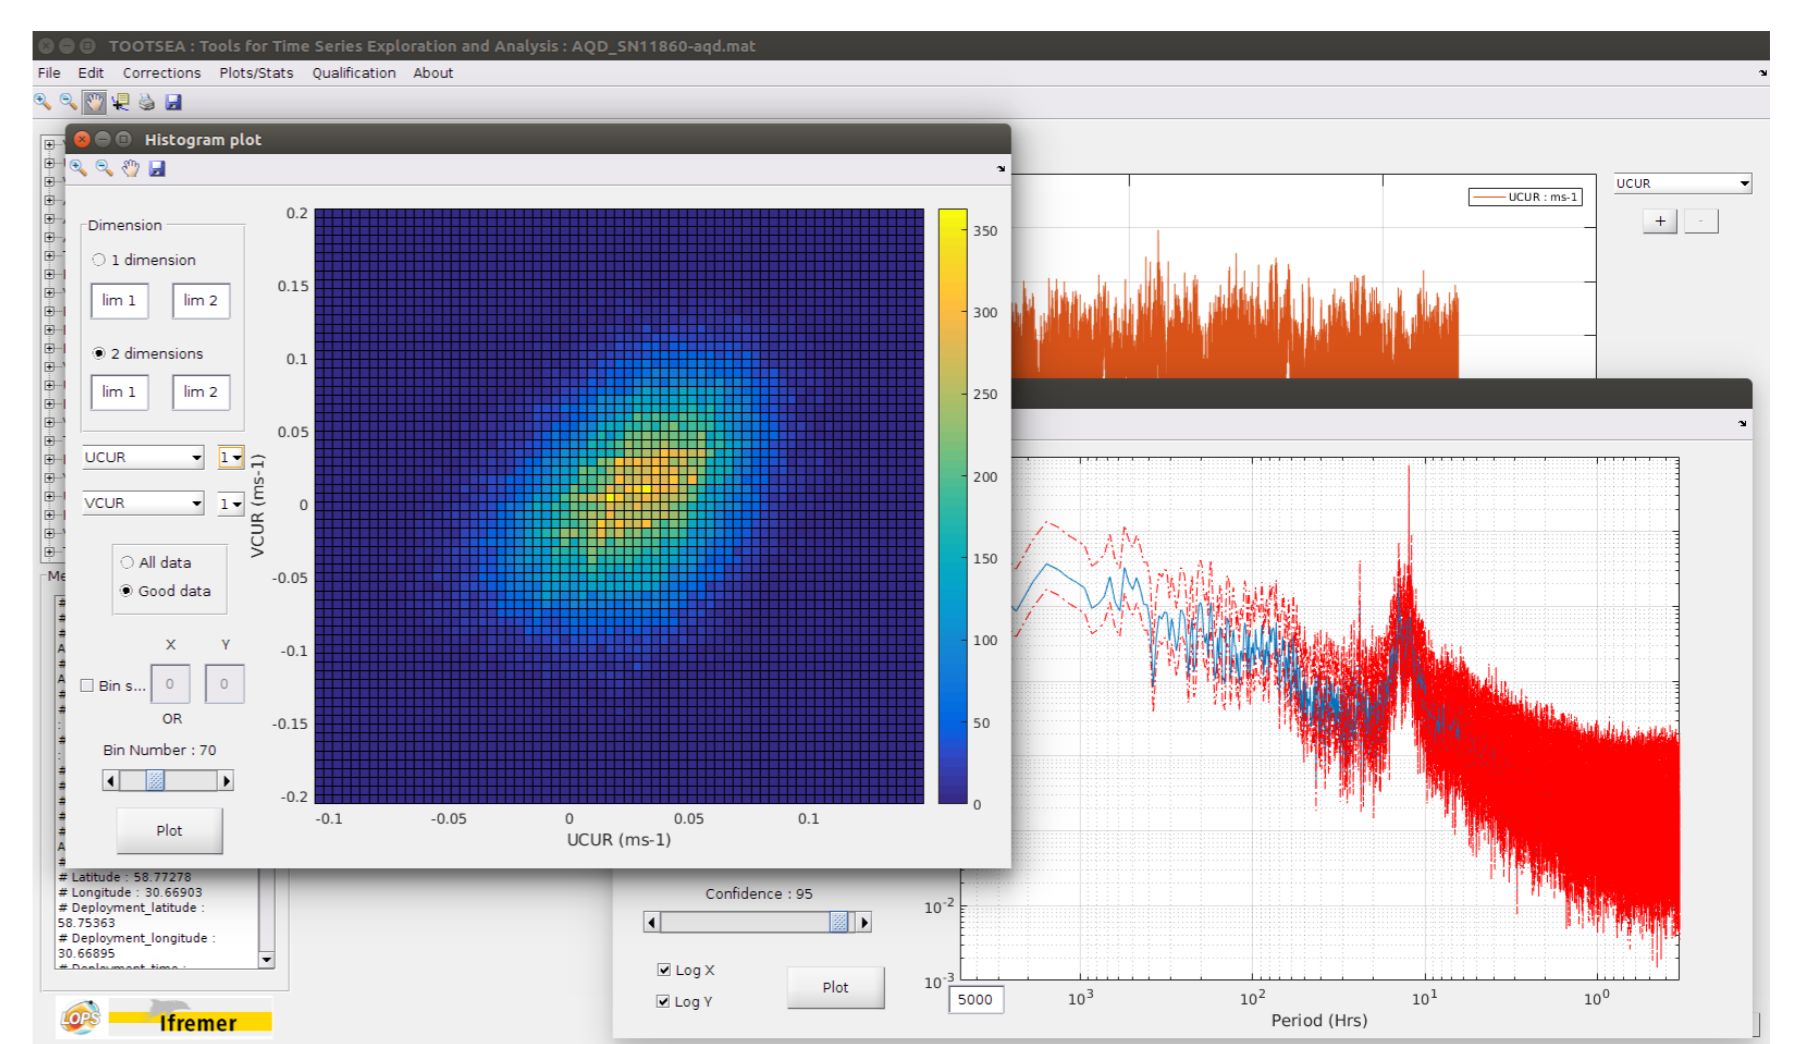 TOOTSEA : Tools for Time Series Exploration and Analysis : AQD_SN11860-aqd.mat
File Edit Corrections Plots/Stats Qualification About
Histogram plot
Dimension
1 dimension
lim 1 lim 2
2 dimensions
lim 1 lim 2
UCUR 1
VCUR 1
All data
Good data
X Y
Bin s... 0 0
OR
Bin Number : 70
Plot
0.2
0.15
0.1
0.05
0
-0.05
-0.1
-0.15
-0.2
VCUR (ms-1)
-0.1 -0.05 0 0.05 0.1
UCUR (ms-1)
350
300
250
200
150
100
50
0
UCUR : ms-1
UCUR
+ -
Me
# Latitude : 58.77278
# Longitude : 30.66903
# Deployment_latitude :
58.75363
# Deployment_longitude :
30.66895
# Deployment_time :
LOPS
Ifremer
Confidence : 95
Log X
Log Y
Plot
10-2
10-3
5000
103 102 101 100
Period (Hrs)